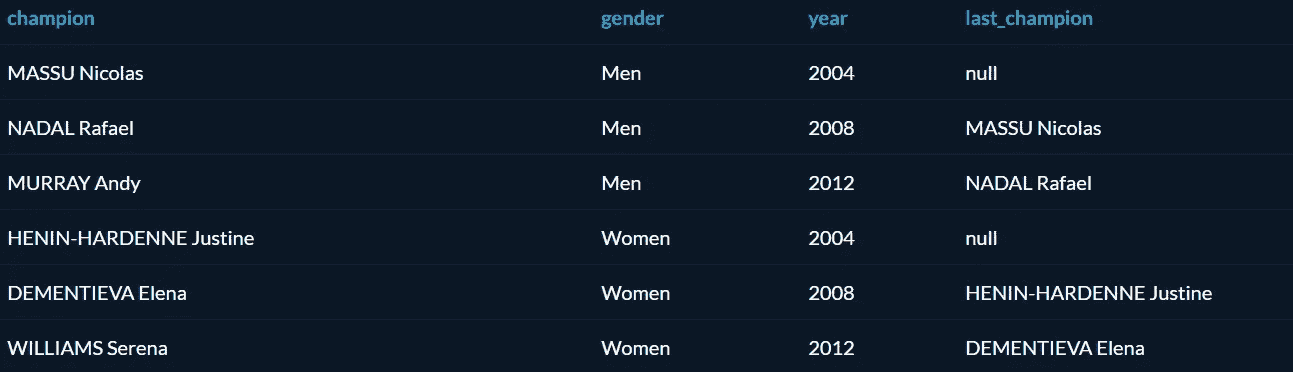 champion gender year last_champion
MASSU Nicolas Men 2004 null
NADAL Rafael Men 2008 MASSU Nicolas
MURRAY Andy Men 2012 NADAL Rafael
HENIN-HARDENNE Justine Women 2004 null
DEMENTIEVA Elena Women 2008 HENIN-HARDENNE Justine
WILLIAMS Serena Women 2012 DEMENTIEVA Elena